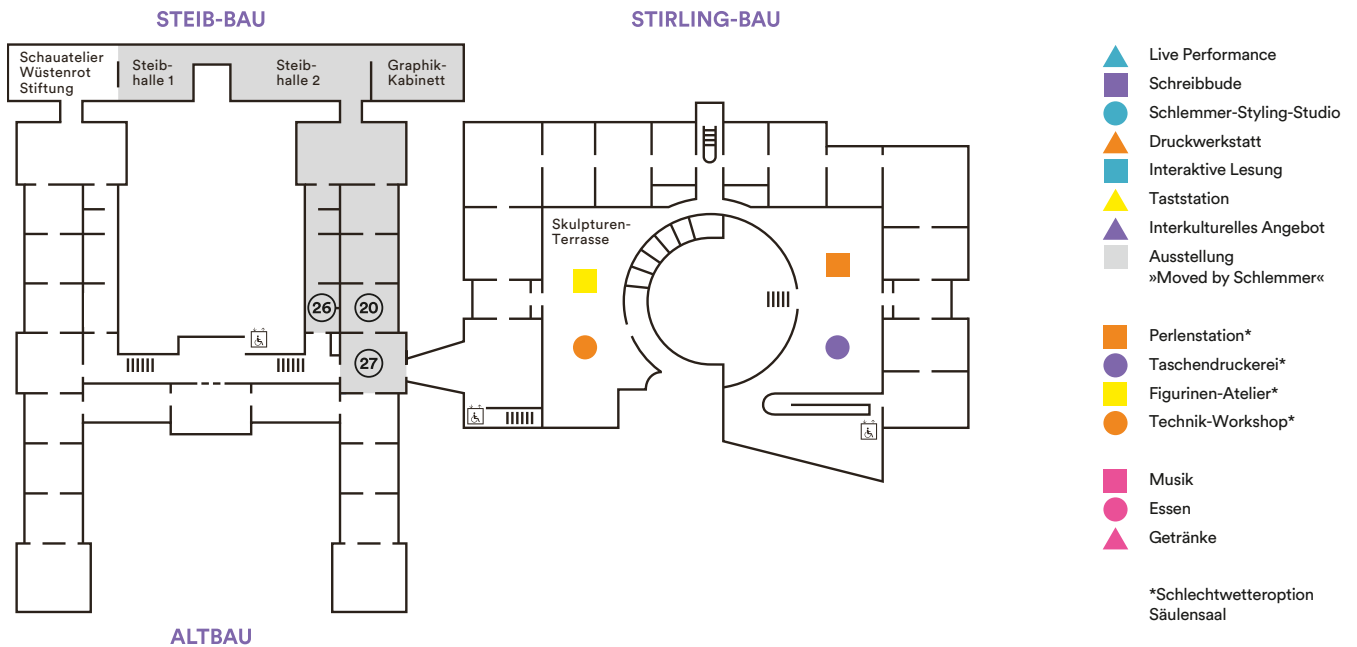 STEIB-BAU
STIRLING-BAU
Schauatelier
Wüstenrot
Stiftung
Steib-
halle 1
Steib-
halle 2
Graphik-
Kabinett
Skulpturen-
Terrasse
26
20
27
ALTBAU
Live Performance
Schreibbude
Schlemmer-Styling-Studio
Druckwerkstatt
Interaktive Lesung
Taststation
Interkulturelles Angebot
Ausstellung
»Moved by Schlemmer«
Perlenstation*
Taschendruckerei*
Figurinen-Atelier*
Technik-Workshop*
Musik
Essen
Getränke
*Schlechtwetteroption
Säulensaal